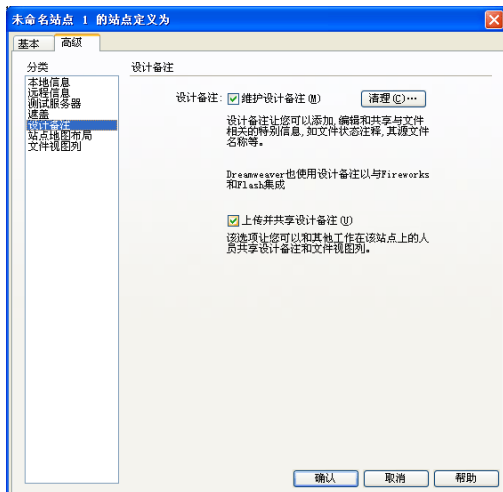 未命名站点 1 的站点定义为
基本
高级
分类
本地信息
远程信息
测试服务器
遮盖
设计备注
站点地图布局
文件视图列
设计备注
设计备注: 维护设计备注(M) 清理(C)…
设计备注让您可以添加,编辑和共享与文件
相关的特别信息,如文件状态注释,其源文件
名称等。
Dreamweaver也使用设计备注以与Fireworks
和Flash集成
上传并共享设计备注(U)
该选项让您可以和其他工作在该站点上的人
员共享设计备注和文件视图列。
确认 取消 帮助